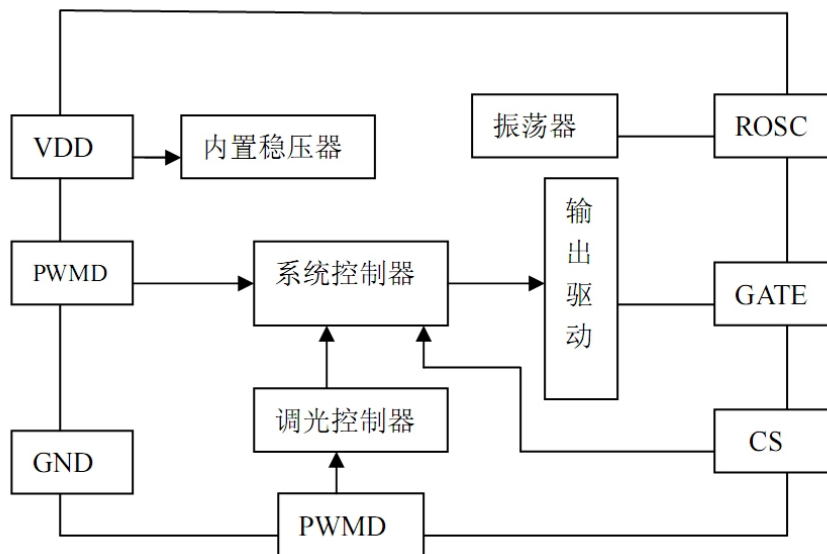 振荡器
ROSC
VDD
内置稳压器
输出驱动
PWMD
系统控制器
GATE
调光控制器
CS
GND
PWMD